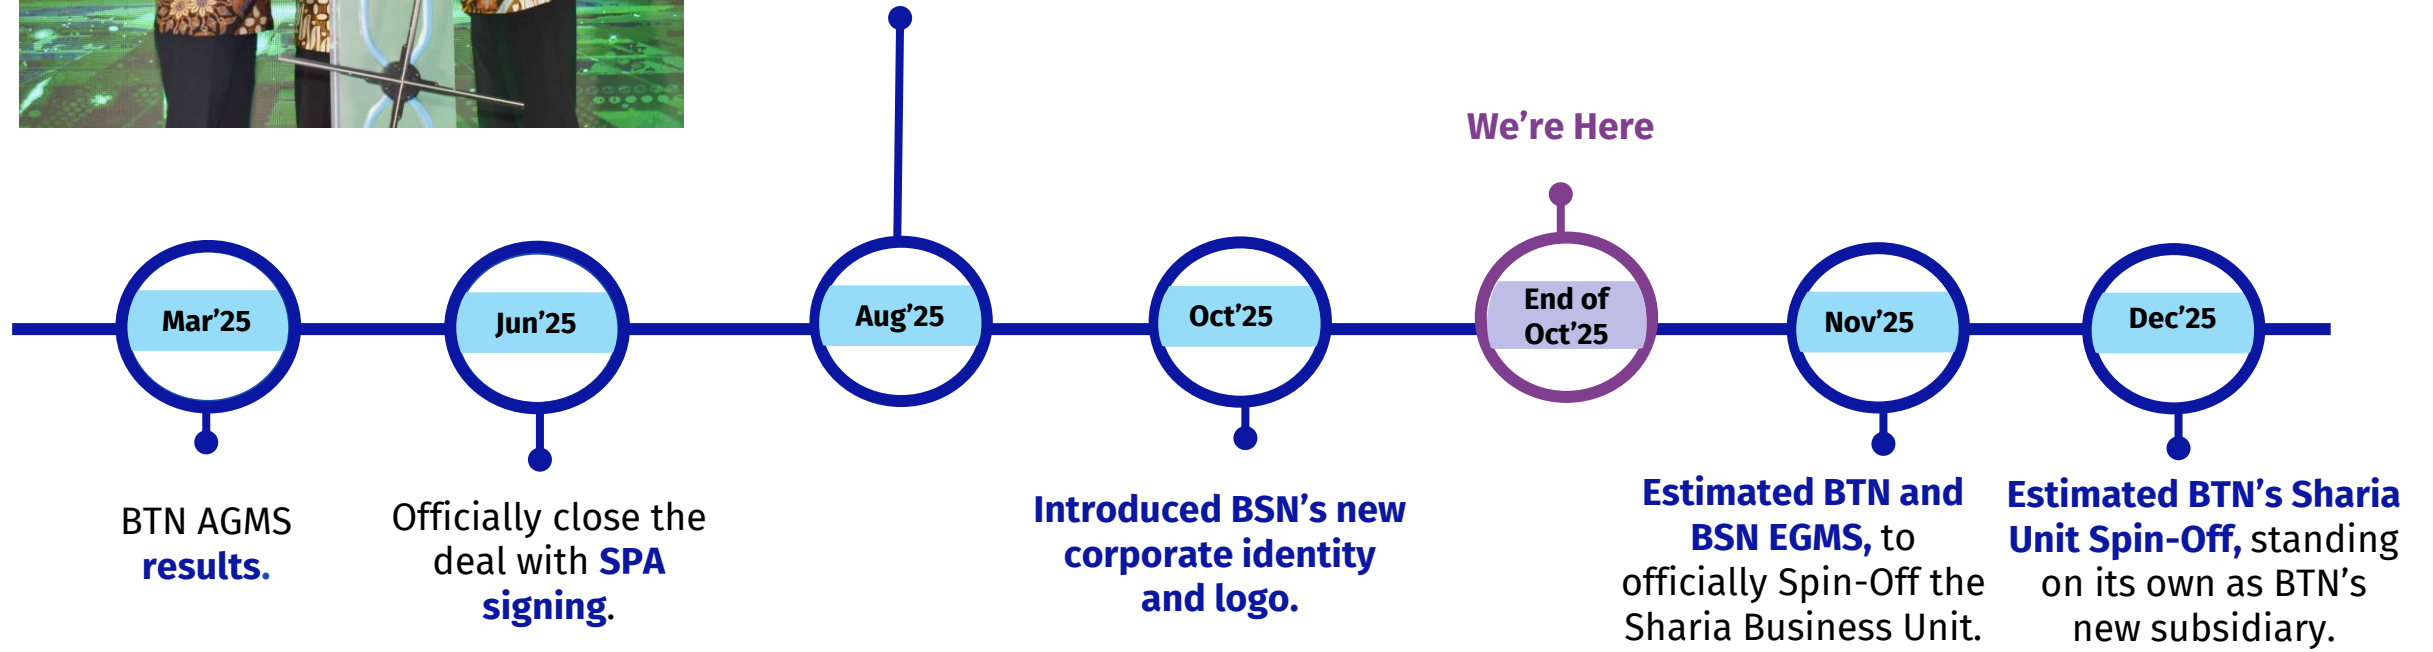 We're Here
Mar'25
Jun'25
Aug'25
Oct'25
End of
Oct'25
Nov'25
Dec'25
BTN AGMS
results.
Officially close the
deal with SPA
signing.
Introduced BSN's new
corporate identity
and logo.
Estimated BTN and
BSN EGMS, to
officially Spin-Off the
Sharia Business Unit.
Estimated BTN's Sharia
Unit Spin-Off, standing
on its own as BTN's
new subsidiary.